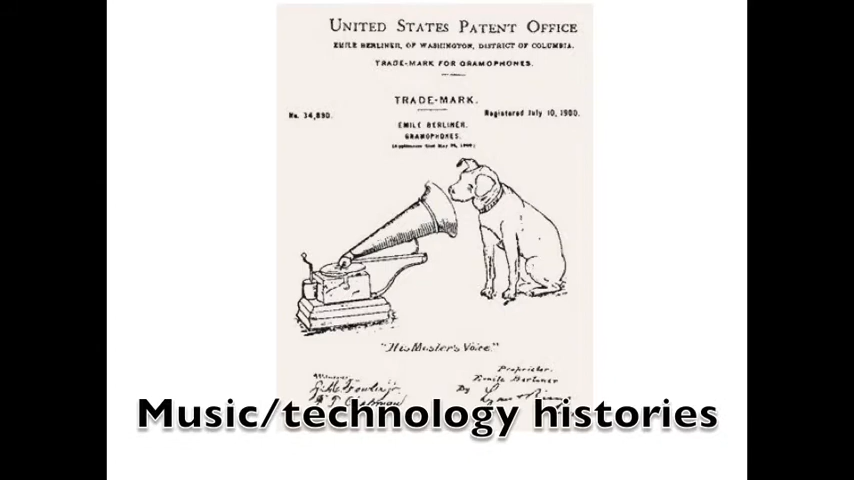 UNITED STATES PATENT OFFICE
EMILE BERLINER, OF WASHINGTON, DISTRICT OF COLUMBIA.
TRADE-MARK FOR GRAMOPHONES.
TRADE-MARK.
No. 34,890.
Registered July 10, 1900.
EMILE BERLINER.
GRAMOPHONES.
"His Master's Voice"
Witnesses.
Proprietor.
Emile Berliner
By
Music/technology histories